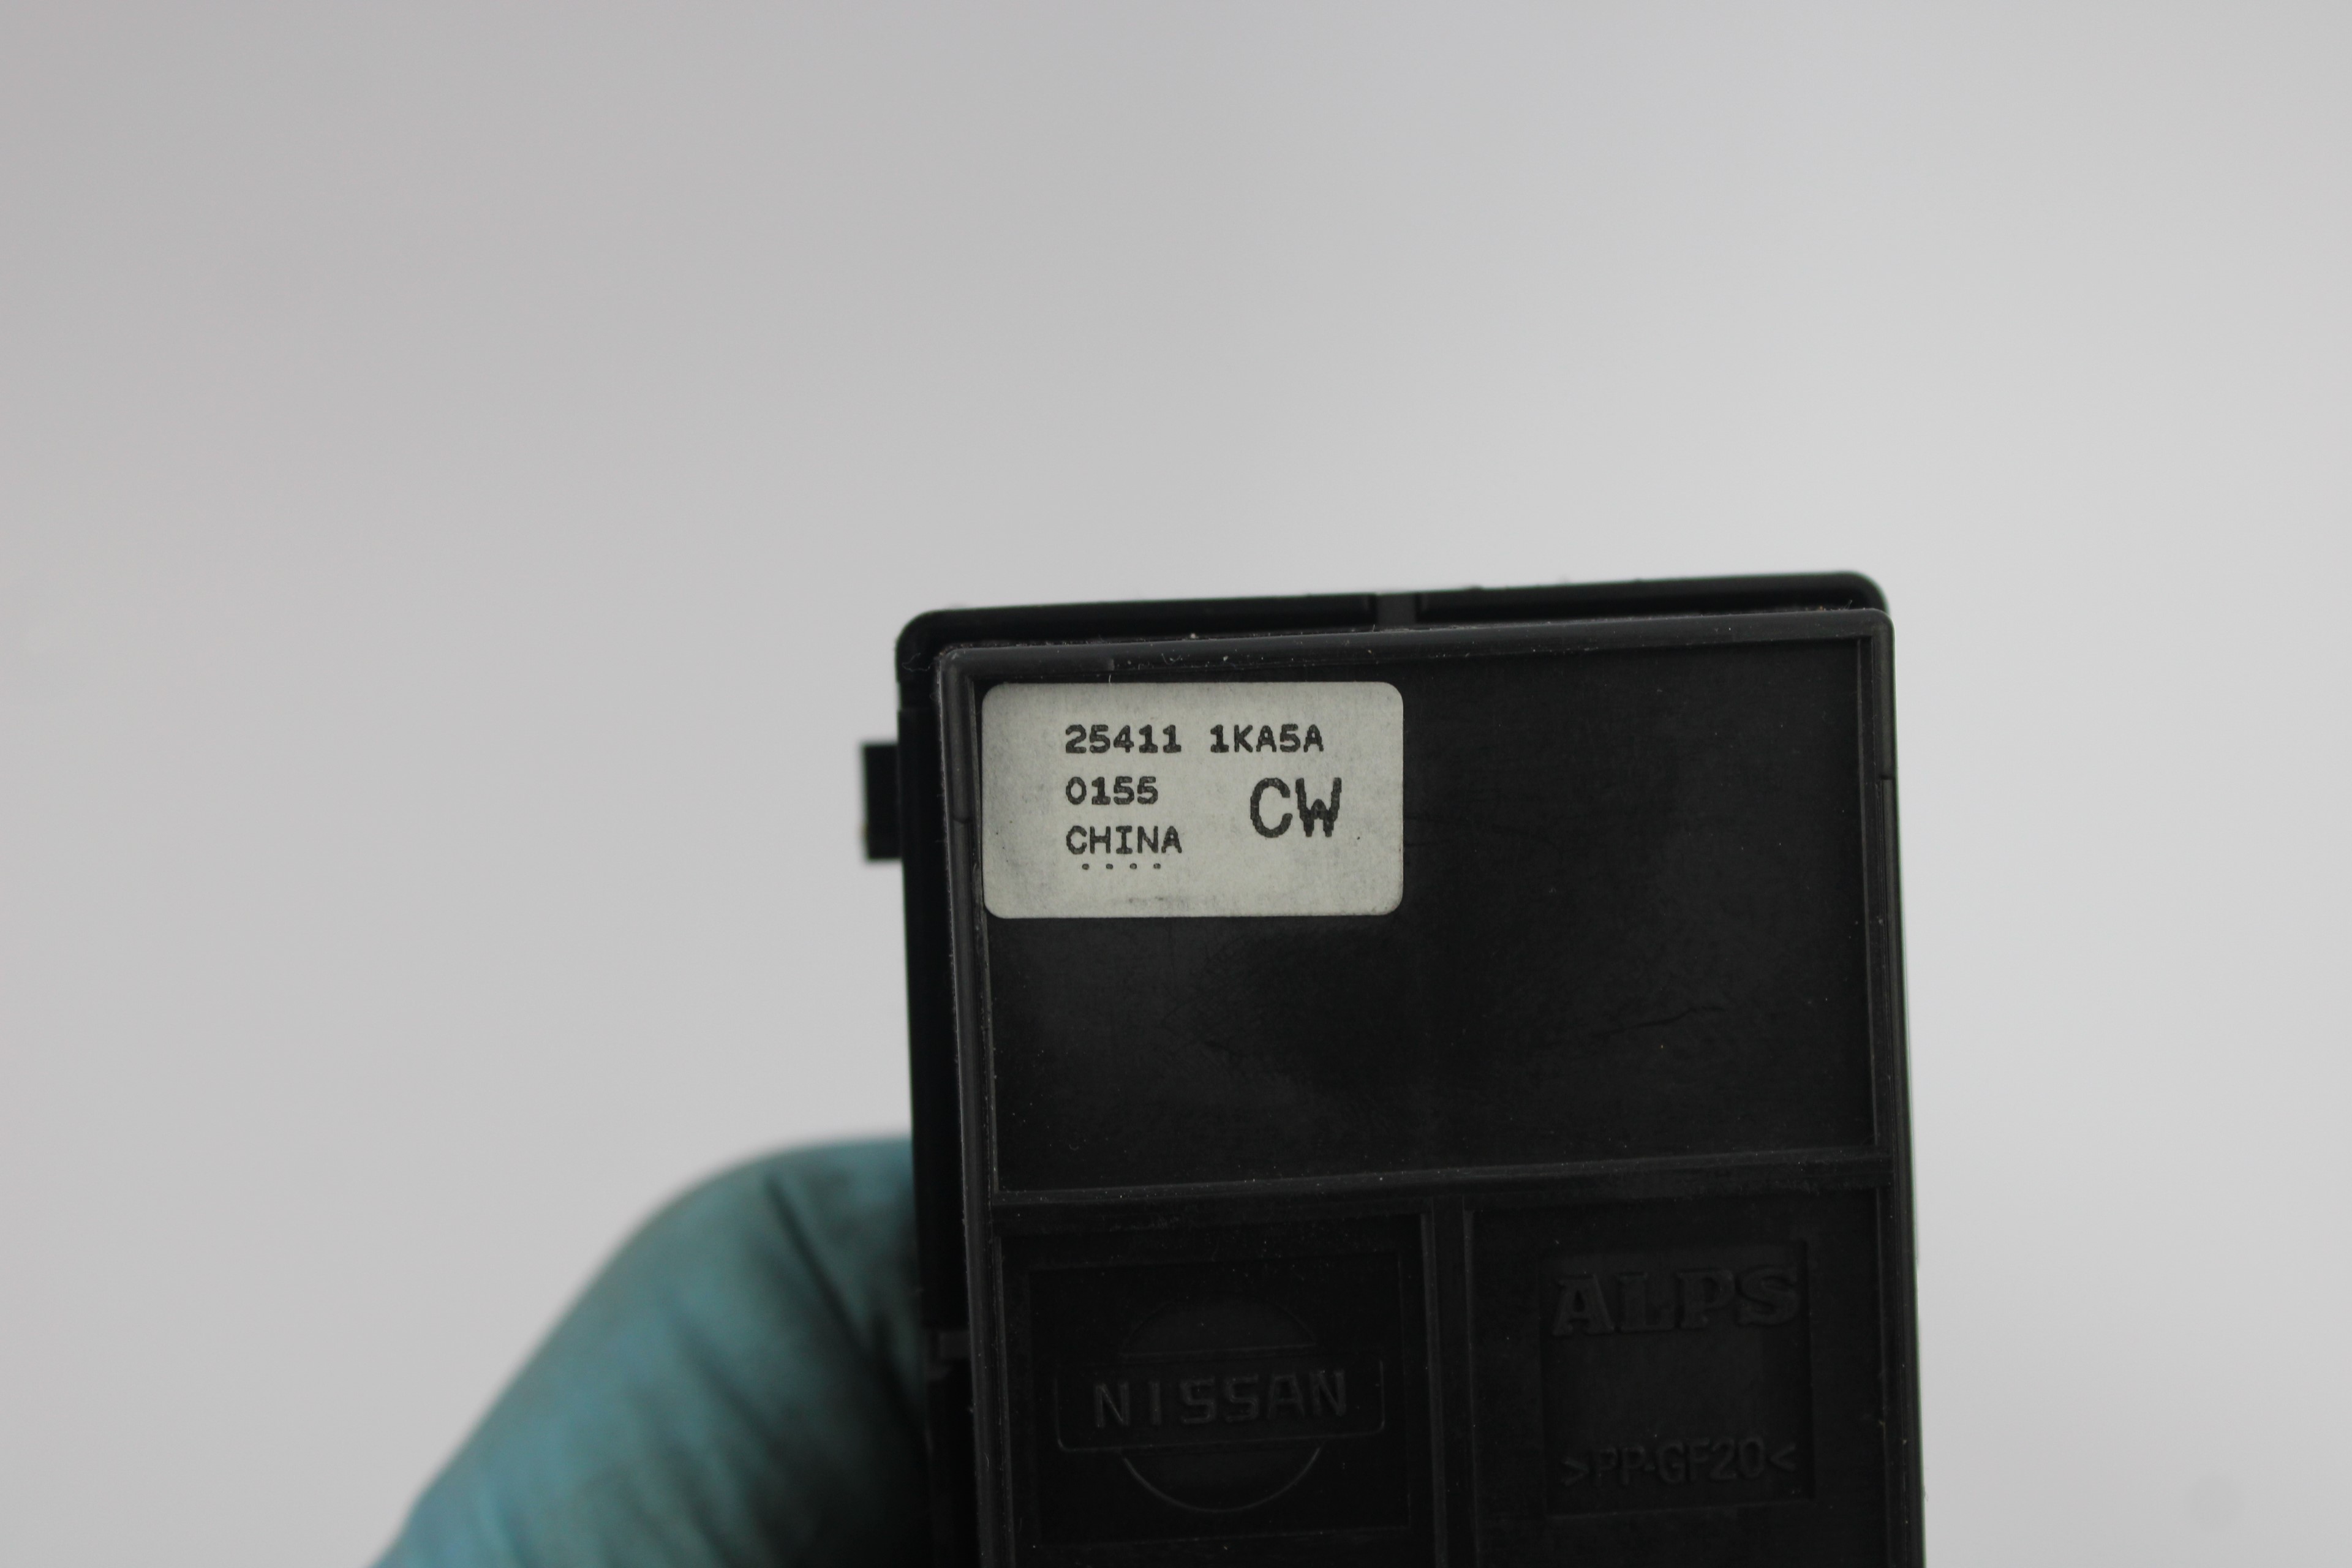 25411 1KA5A
0155
CW
CHINA
NISSAN
ALPS
>PP-GF20<